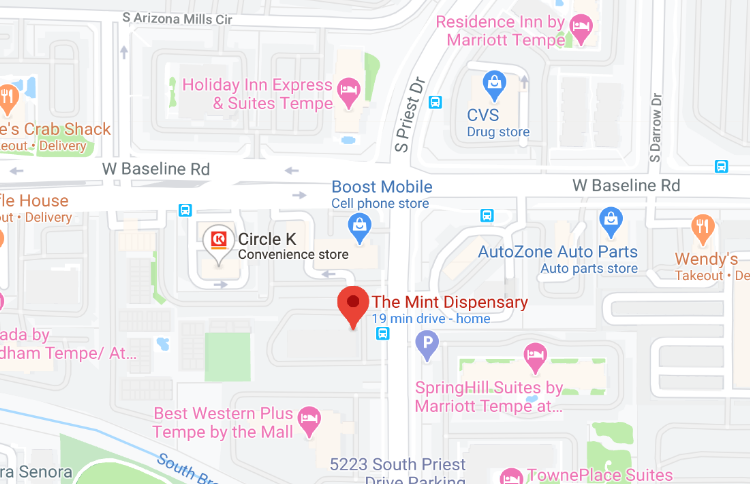 S Arizona Mills Cir
Residence Inn by
Marriott Tempe
Holiday Inn Express
& Suites Tempe
S Priest Dr
CVS
Drug store
S Darrow Dr
e's Crab Shack
akeout • Delivery
W Baseline Rd
W Baseline Rd
Boost Mobile
Cell phone store
fle House
out • Delivery
K
Circle K
Convenience store
AutoZone Auto Parts
Auto parts store
Wendy's
Takeout • De
The Mint Dispensary
19 min drive - home
P
ada by
dham Tempe/ At...
SpringHill Suites by
Marriott Tempe at...
Best Western Plus
Tempe by the Mall
South Br
5223 South Priest
Drive Parking
ra Senora
TownePlace Suites